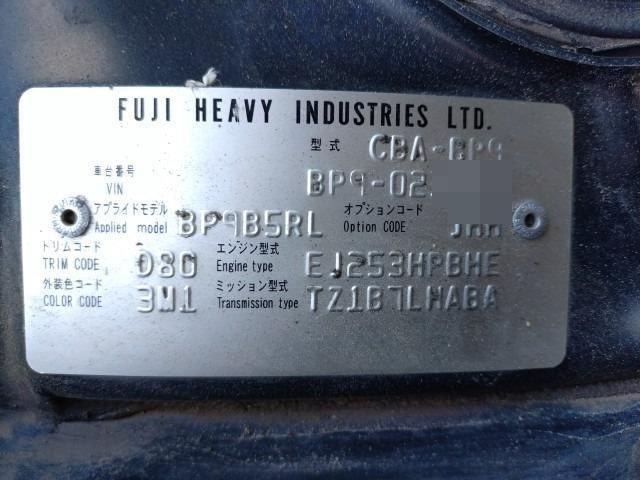 FUJI HEAVY INDUSTRIES LTD.
型式 CBA-BP9
車台番号
VIN BP9-02
アプライドモデル オプションコード
Applied model BP9B5RL Option CODE
トリムコード エンジン型式
TRIM CODE 08G Engine type EJ253HPBHE
外装色コード ミッション型式
COLOR CODE 3W1 Transmission type TZ1B7LMABA